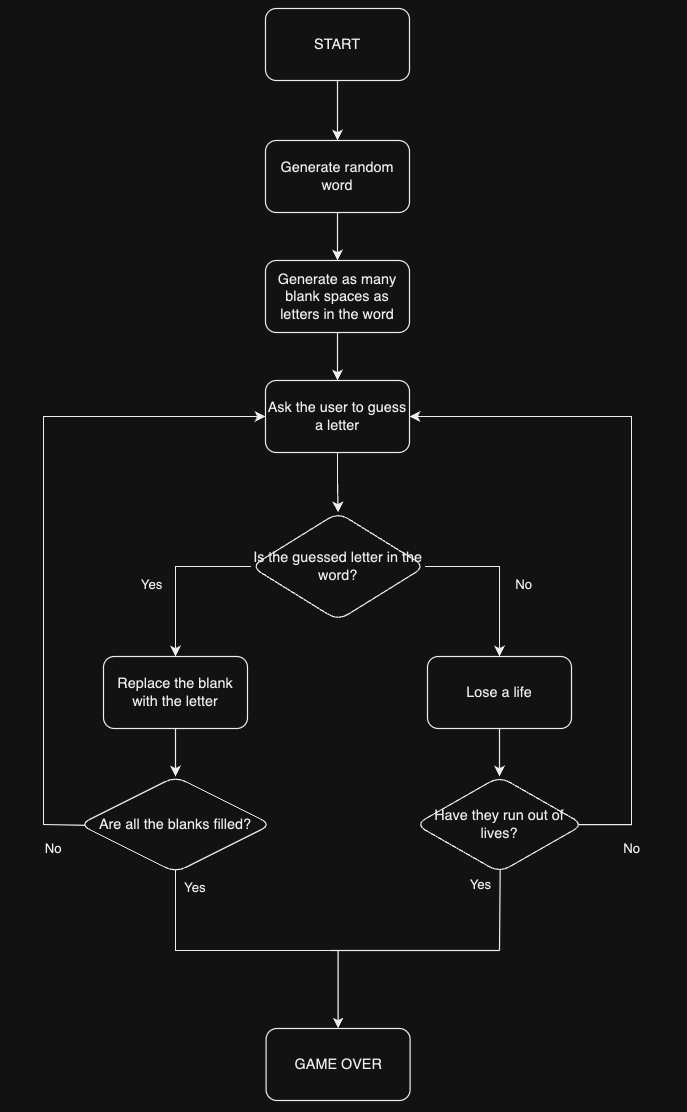 START
Generate random
word
Generate as many
blank spaces as
letters in the word
Ask the user to guess
a letter
Is the guessed letter in the
word?
Yes
No
Replace the blank
with the letter
Lose a life
Are all the blanks filled?
Have they run out of
lives?
No
No
Yes
Yes
GAME OVER